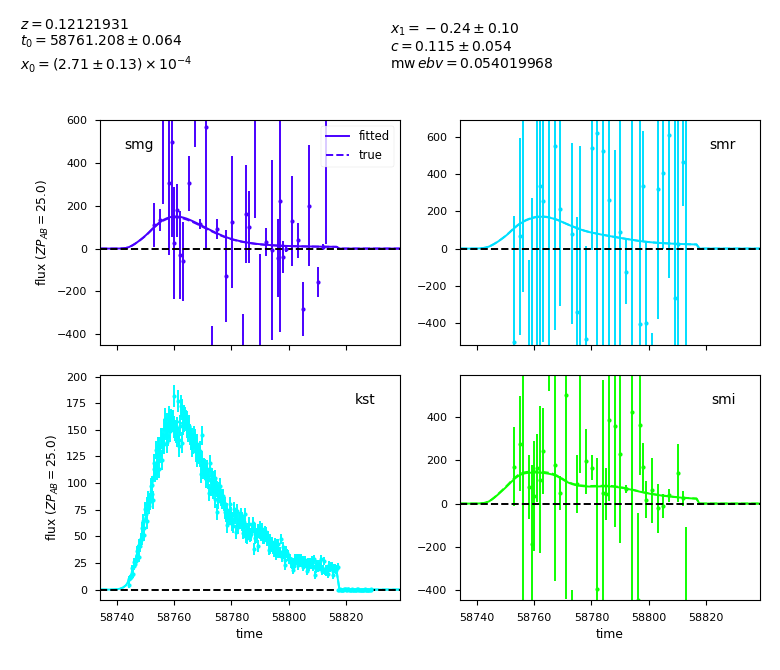 z = 0.12121931
t₀ = 58761.208 ± 0.064
x₀ = (2.71 ± 0.13) × 10⁻⁴
x₁ = −0.24 ± 0.10
c = 0.115 ± 0.054
mw ebv = 0.054019968
600
400
200
0
−200
−400
flux (ZP_AB = 25.0)
smg
fitted
true
600
400
200
0
−200
−400
smr
200
175
150
125
100
75
50
25
0
flux (ZP_AB = 25.0)
kst
58740
58760
58780
58800
58820
time
400
200
0
−200
−400
smi
58740
58760
58780
58800
58820
time